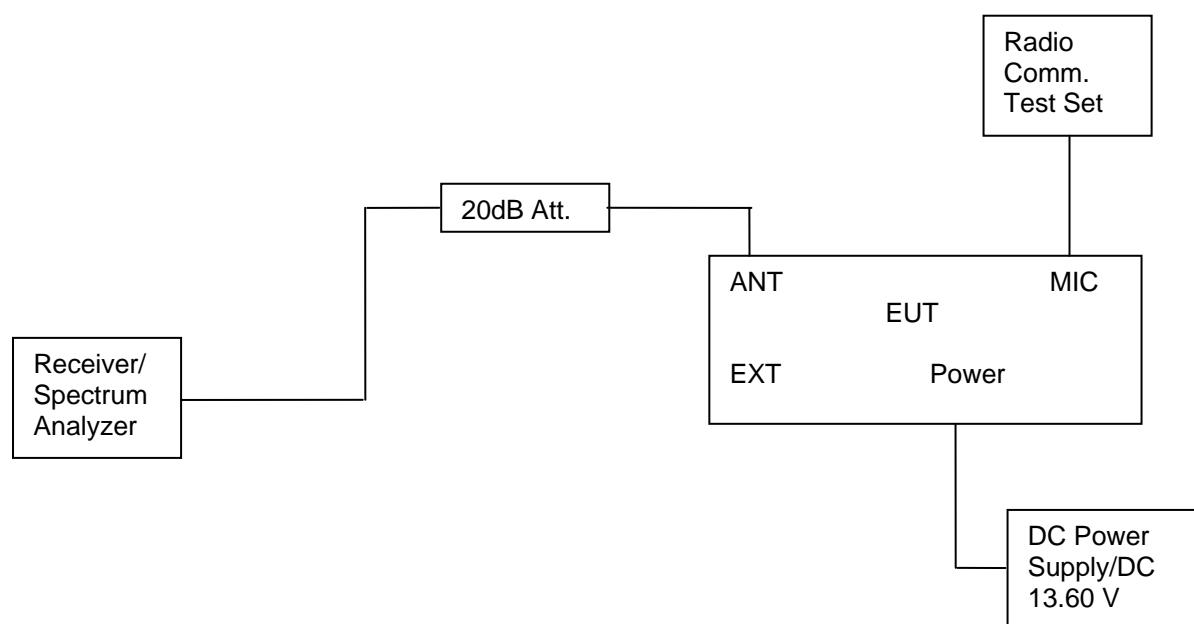 Radio
Comm.
Test Set
20dB Att.
ANT
MIC
EUT
Receiver/
Spectrum
Analyzer
EXT
Power
DC Power
Supply/DC
13.60 V